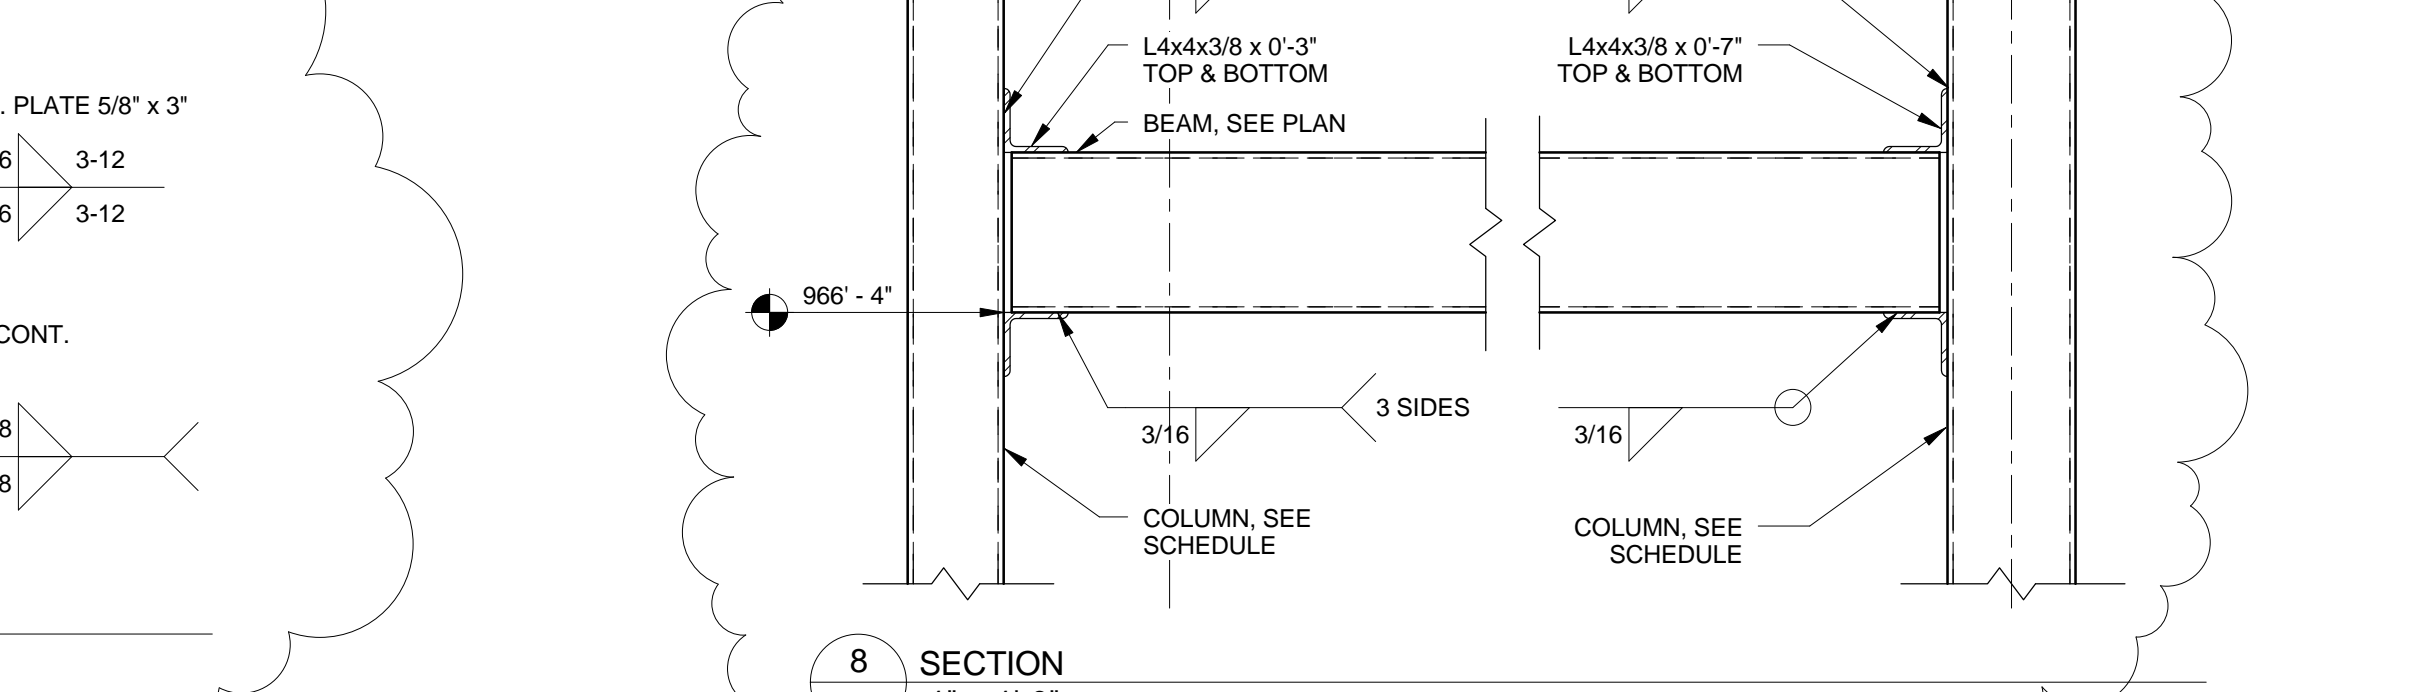 . PLATE 5/8" x 3"
6 3-12
6 3-12
CONT.
8
8
L4x4x3/8 x 0'-3"
TOP & BOTTOM
BEAM, SEE PLAN
L4x4x3/8 x 0'-7"
TOP & BOTTOM
966' - 4"
3/16
3 SIDES
3/16
COLUMN, SEE
SCHEDULE
COLUMN, SEE
SCHEDULE
8 SECTION